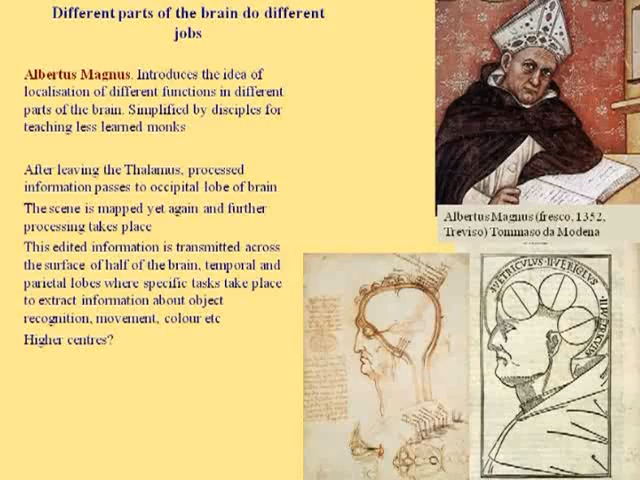 Different parts of the brain do different
jobs
Albertus Magnus. Introduces the idea of
localisation of different functions in different
parts of the brain. Simplified by disciples for
teaching less learned monks
After leaving the Thalamus, processed
information passes to occipital lobe of brain
The scene is mapped yet again and further
processing takes place
This edited information is transmitted across
the surface of half of the brain, temporal and
parietal lobes where specific tasks take place
to extract information about object
recognition, movement, colour etc
Higher centres?
Albertus Magnus (fresco, 1352,
Treviso) Tommaso da Modena